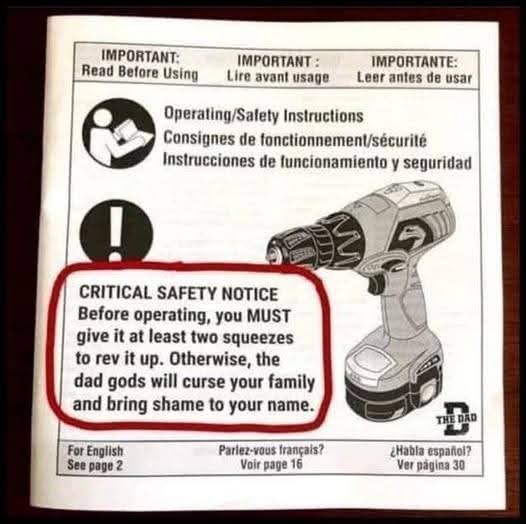 IMPORTANT:
Read Before Using
IMPORTANT :
Lire avant usage
IMPORTANTE:
Leer antes de usar
Operating/Safety Instructions
Consignes de fonctionnement/sécurité
Instrucciones de funcionamiento y seguridad
CRITICAL SAFETY NOTICE
Before operating, you MUST
give it at least two squeezes
to rev it up. Otherwise, the
dad gods will curse your family
and bring shame to your name.
THE DAD
For English
See page 2
Parlez-vous français?
Voir page 16
¿Habla español?
Ver página 30